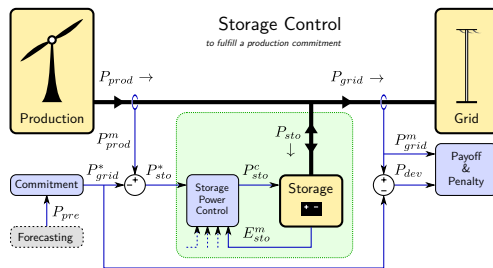 Storage Control
to fulfill a production commitment
P_prod →
P_grid →
Production
Grid
P^m_prod
P_sto
↓
P^m_grid
P^*_grid
P^*_sto
P^c_sto
P_dev
Payoff
&
Penalty
Commitment
- +
Storage
Power
Control
Storage
+ -
P_pre
E^m_sto
Forecasting